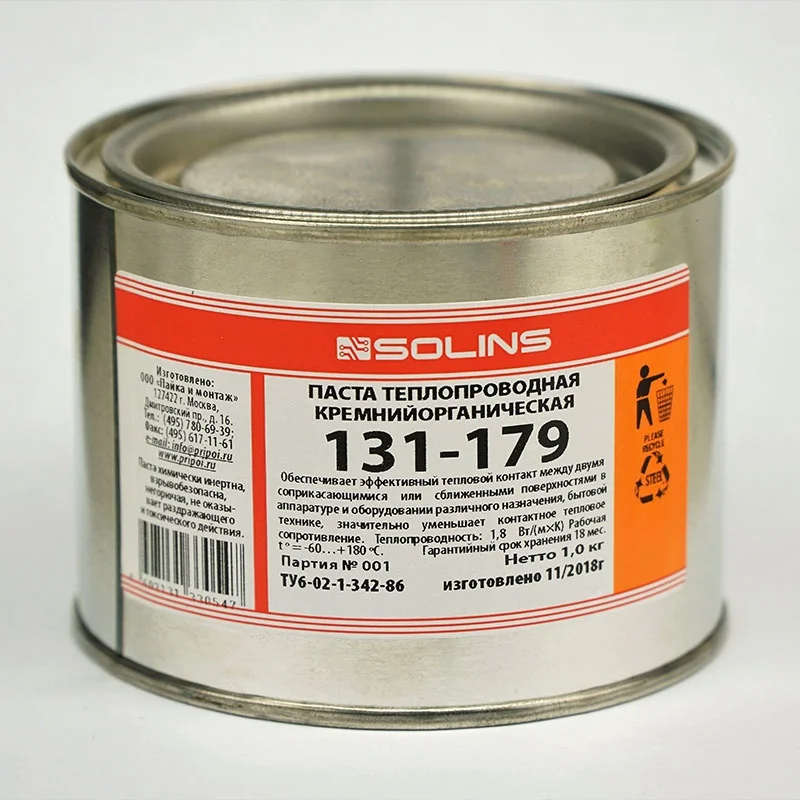 SOLINS
Изготовлено:
ООО «Пайка и монтаж»
127422 г. Москва,
Дмитровский пр., д. 16.
Тел.: (495) 780-69-39;
Факс: (495) 617-11-61
e-mail: info@pripoi.ru
www.pripoi.ru
Паста химически инертна,
взрывобезопасна,
негорючая, не оказы-
вает раздражающего
и токсического действия.
ПАСТА ТЕПЛОПРОВОДНАЯ
КРЕМНИЙОРГАНИЧЕСКАЯ
131-179
Обеспечивает эффективный тепловой контакт между двумя
соприкасающимися или сближенными поверхностями в
аппаратуре и оборудовании различного назначения, бытовой
технике, значительно уменьшает контактное тепловое
сопротивление. Теплопроводность: 1,8 Вт/(м×К) Рабочая
t° = -60...+180 °С. Гарантийный срок хранения 18 мес.
Нетто 1,0 кг
Партия № 001
ТУ6-02-1-342-86 изготовлено 11/2018г
PLEASE
RECYCLE
STEEL